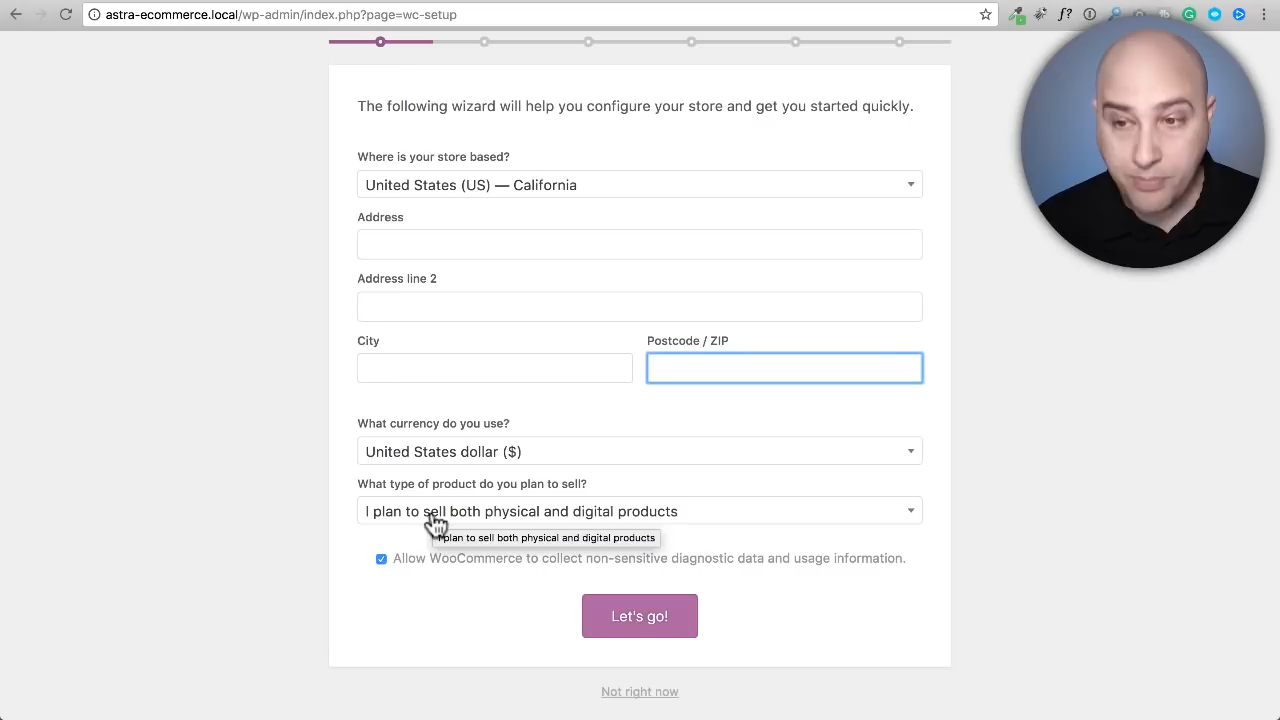 astra-ecommerce.local/wp-admin/index.php?page=wc-setup
The following wizard will help you configure your store and get you started quickly.
Where is your store based?
United States (US) — California
Address
Address line 2
City
Postcode / ZIP
What currency do you use?
United States dollar ($)
What type of product do you plan to sell?
I plan to sell both physical and digital products
I plan to sell both physical and digital products
Allow WooCommerce to collect non-sensitive diagnostic data and usage information.
Let's go!
Not right now